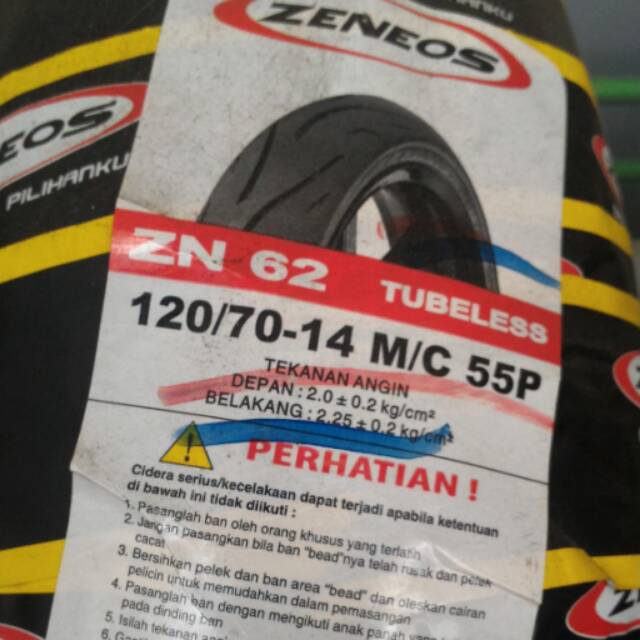 ZENEOS
EOS
PILIHANKU
ZN 62 TUBELESS
120/70-14 M/C 55P
TEKANAN ANGIN
DEPAN : 2.0 ± 0.2 kg/cm²
BELAKANG : 2.25 ± 0.2 kg/cm²
PERHATIAN !
Cidera serius/kecelakaan dapat terjadi apabila ketentuan
di bawah ini tidak diikuti :
1. Pasanglah ban oleh orang khusus yang terlatih
2. Jangan pasangkan bila ban "bead"nya telah rusak dan pelek
cacat
3. Bersihkan pelek dan ban area "bead" dan oleskan cairan
pelicin untuk memudahkan dalam pemasangan
4. Pasanglah ban dengan mengikuti anak panah
pada dinding ban
5. Isilah tekanan
6.